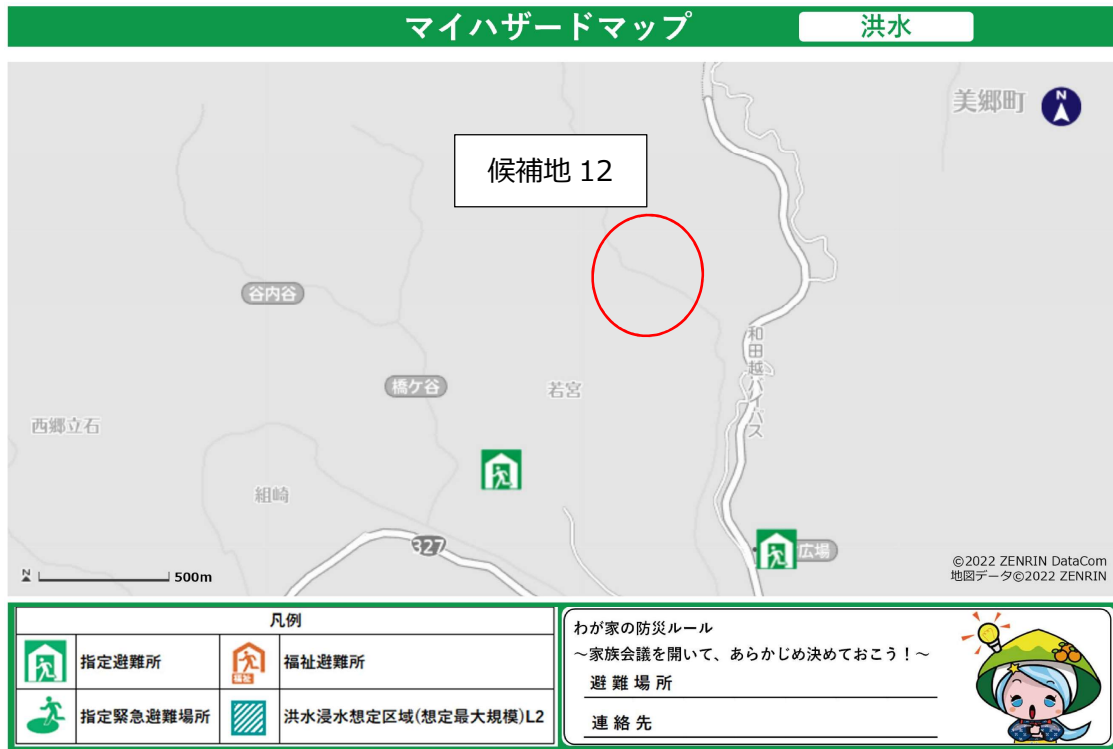 マイハザードマップ
洪水
美郷町
N
候補地 12
谷内谷
和田越バイパス
橋ケ谷
若宮
西郷立石
組崎
327
広場
N
500m
©2022 ZENRIN DataCom
地図データ©2022 ZENRIN
凡例
指定避難所
福祉
福祉避難所
指定緊急避難場所
洪水浸水想定区域(想定最大規模)L2
わが家の防災ルール
～家族会議を開いて、あらかじめ決めておこう！～
避難場所
連絡先